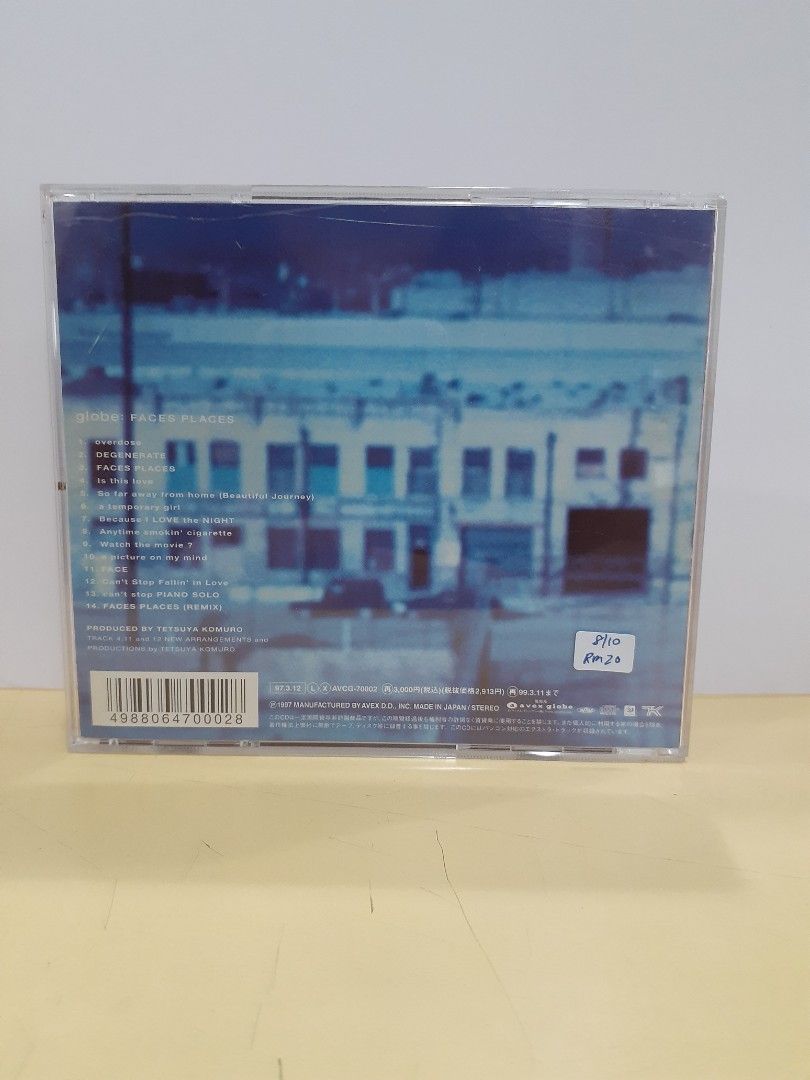 globe: FACES PLACES
1. overdose
2. DEGENERATE
3. FACES PLACES
4. Is this love
5. So far away from home (Beautiful Journey)
6. a temporary girl
7. Because I LOVE the NIGHT
8. Anytime smokin' cigarette
9. Watch the movie ?
10. a picture on my mind
11. FACE
12. Can't Stop Fallin' in Love
13. can't stop PIANO SOLO
14. FACES PLACES (REMIX)
PRODUCED BY TETSUYA KOMURO
TRACK 4,11 and 12 NEW ARRANGEMENTS and
PRODUCTIONS by TETSUYA KOMURO
8/10
RM20
4988064700028
97.3.12 L X AVCG-70002 再 3,000円(税込)(税抜価格2,913円) 再 99.3.11まで
Ⓟ1997 MANUFACTURED BY AVEX D.D., INC. MADE IN JAPAN / STEREO
avex globe
TK